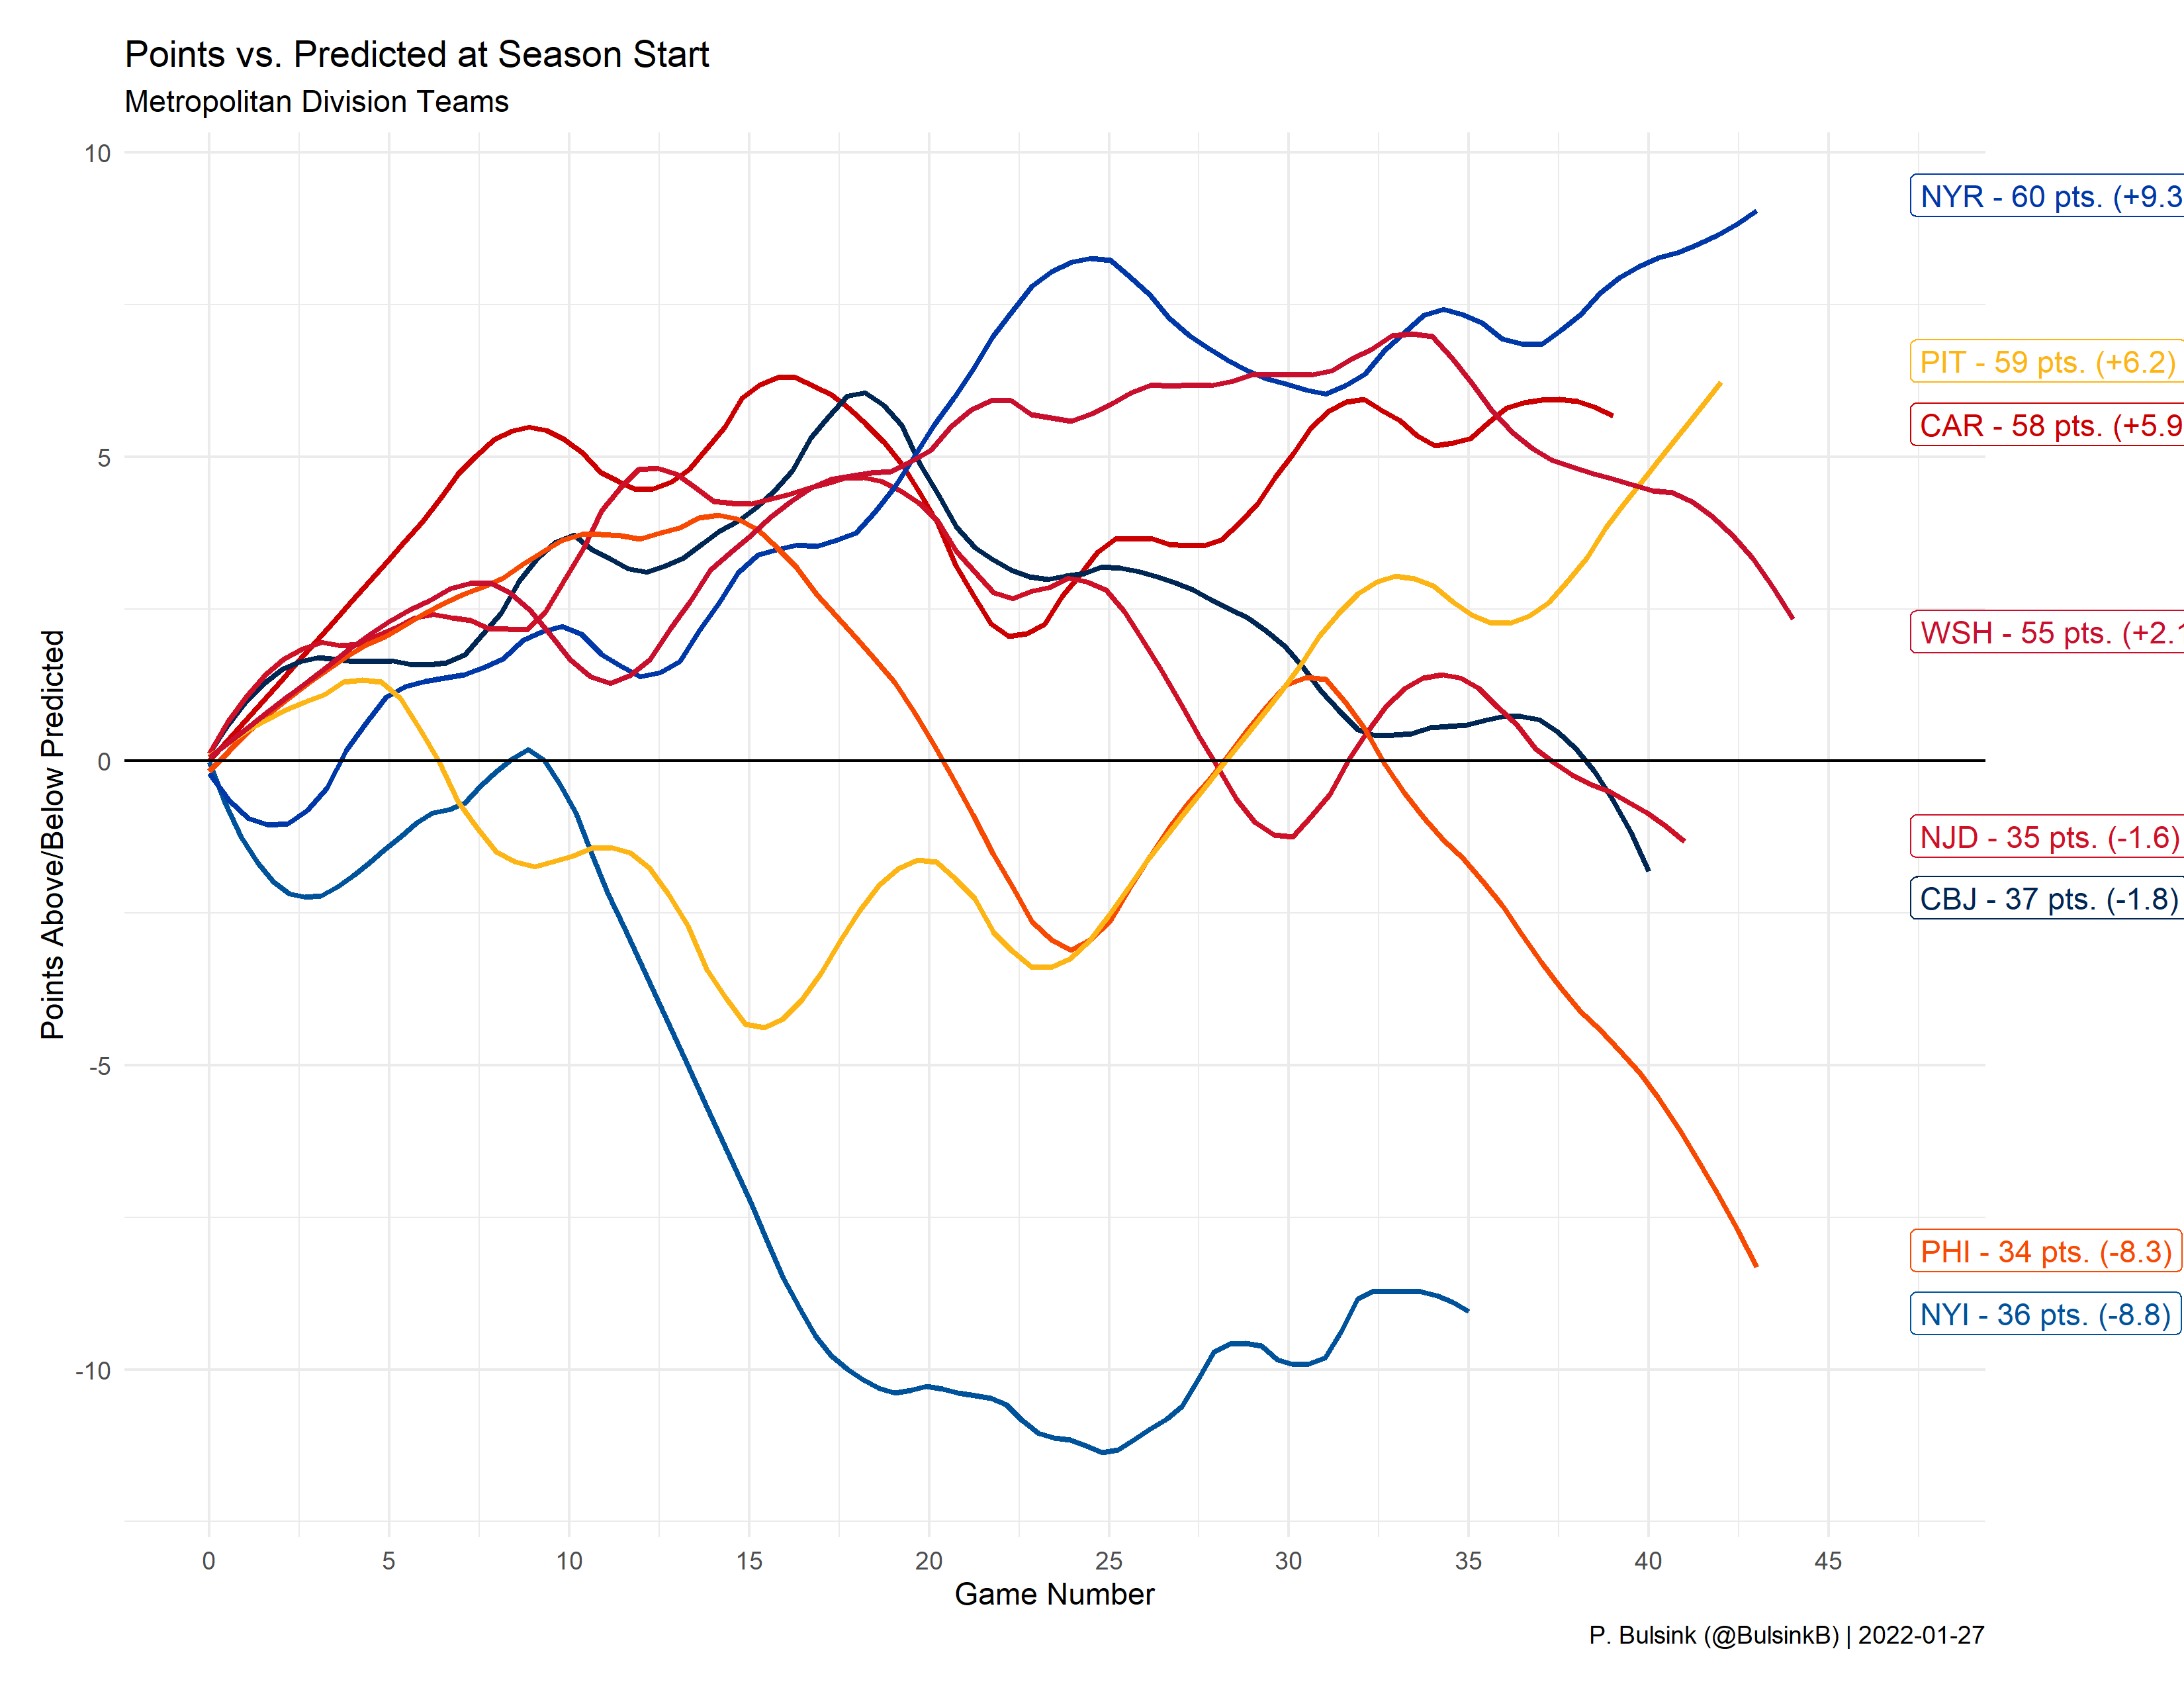 Points vs. Predicted at Season Start
Metropolitan Division Teams
Points Above/Below Predicted
10
5
0
-5
-10
NYR - 60 pts. (+9.3
PIT - 59 pts. (+6.2)
CAR - 58 pts. (+5.9
WSH - 55 pts. (+2.1
NJD - 35 pts. (-1.6)
CBJ - 37 pts. (-1.8)
PHI - 34 pts. (-8.3)
NYI - 36 pts. (-8.8)
0 5 10 15 20 25 30 35 40 45
Game Number
P. Bulsink (@BulsinkB) | 2022-01-27